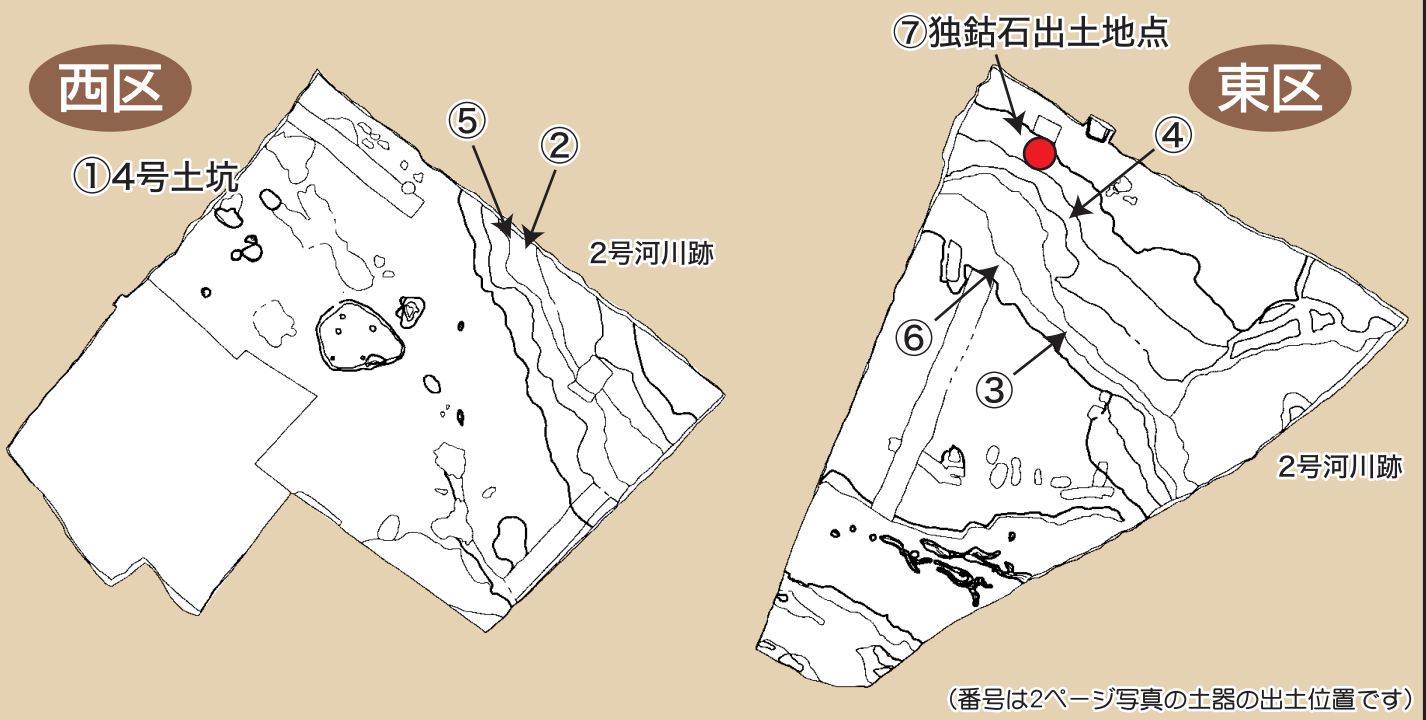 西区
①4号土坑
⑤
②
2号河川跡
⑦独鈷石出土地点
東区
④
⑥
③
2号河川跡
（番号は2ページ写真の土器の出土位置です）